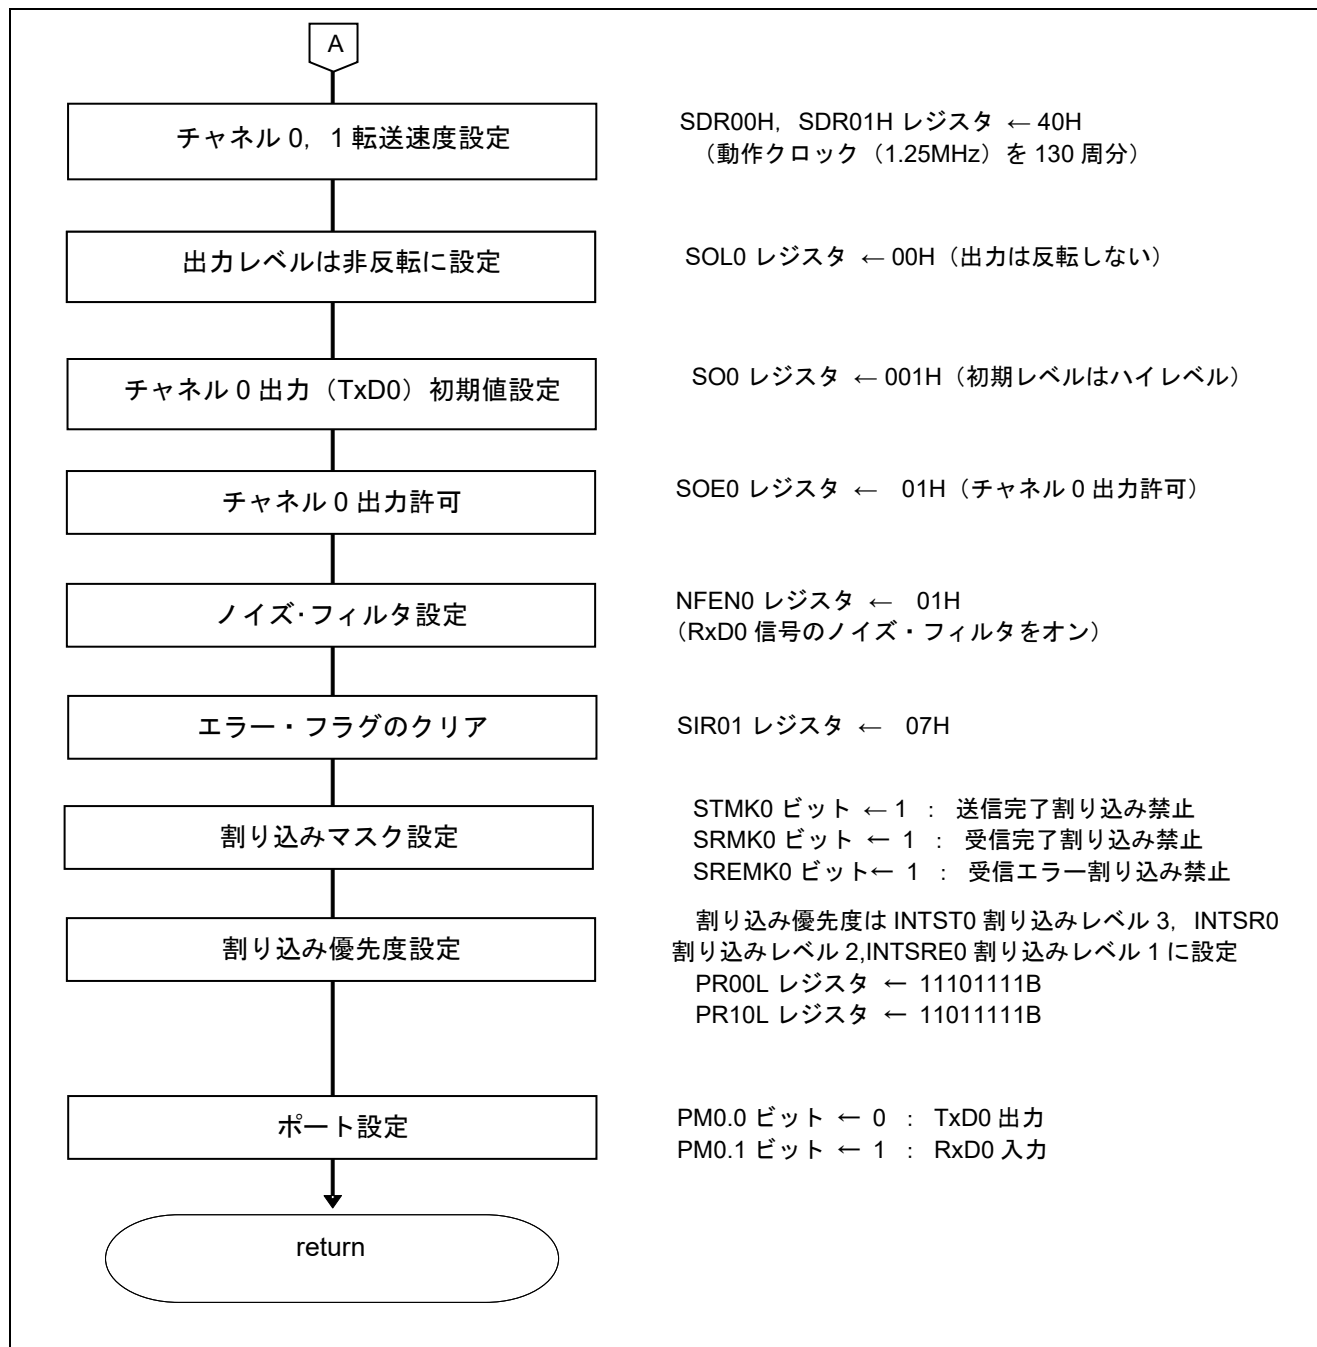 A
チャネル 0, 1 転送速度設定
SDR00H, SDR01H レジスタ ← 40H
（動作クロック（1.25MHz）を 130 周分）
出力レベルは非反転に設定
SOL0 レジスタ ← 00H（出力は反転しない）
チャネル 0 出力（TxD0）初期値設定
SO0 レジスタ ← 001H（初期レベルはハイレベル）
チャネル 0 出力許可
SOE0 レジスタ ← 01H（チャネル 0 出力許可）
ノイズ・フィルタ設定
NFEN0 レジスタ ← 01H
（RxD0 信号のノイズ・フィルタをオン）
エラー・フラグのクリア
SIR01 レジスタ ← 07H
割り込みマスク設定
STMK0 ビット ← 1 ： 送信完了割り込み禁止
SRMK0 ビット ← 1 ： 受信完了割り込み禁止
SREMK0 ビット← 1 ： 受信エラー割り込み禁止
割り込み優先度設定
割り込み優先度は INTST0 割り込みレベル 3, INTSR0
割り込みレベル 2,INTSRE0 割り込みレベル 1 に設定
PR00L レジスタ ← 11101111B
PR10L レジスタ ← 11011111B
ポート設定
PM0.0 ビット ← 0 ： TxD0 出力
PM0.1 ビット ← 1 ： RxD0 入力
return